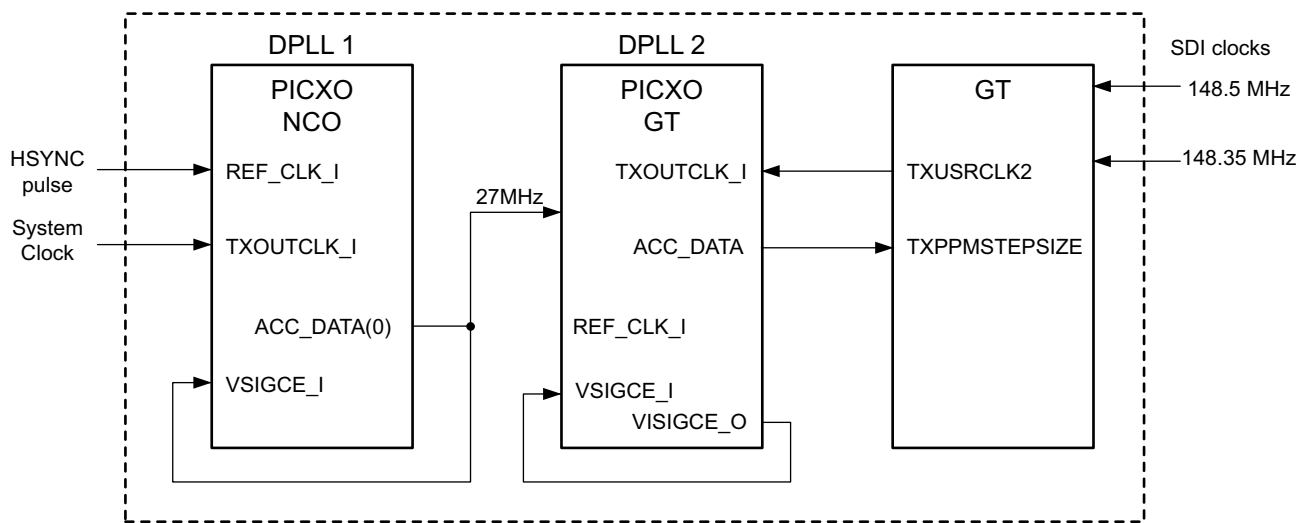 DPLL 1
DPLL 2
SDI clocks
PICXO
NCO
PICXO
GT
GT
148.5 MHz
HSYNC
pulse
REF_CLK_I
TXOUTCLK_I
TXUSRCLK2
148.35 MHz
27MHz
System
Clock
TXOUTCLK_I
ACC_DATA
TXPPMSTEPSIZE
ACC_DATA(0)
REF_CLK_I
VSIGCE_I
VSIGCE_I
VISIGCE_O